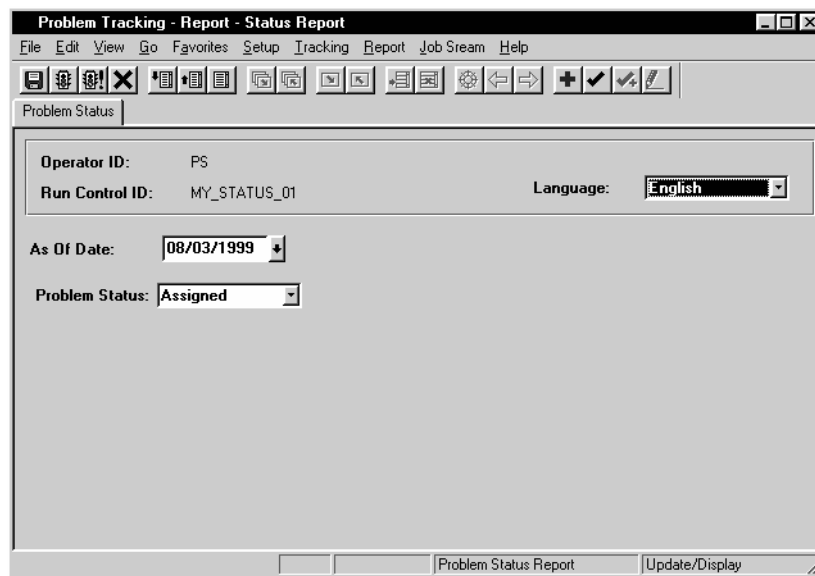 Problem Tracking - Report - Status Report
File Edit View Go Favorites Setup Tracking Report Job Sream Help
Problem Status
Operator ID: PS
Run Control ID: MY_STATUS_01 Language: English
As Of Date: 08/03/1999
Problem Status: Assigned
Problem Status Report Update/Display